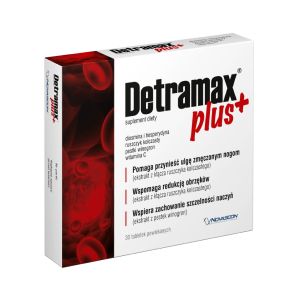 Detramax®
plus+
suplement diety
diosmina i hesperydyna
ruszczyk kolczasty
pestki winogron
witamina C
Pomaga przynieść ulgę zmęczonym nogom
(ekstrakt z kłącza ruszczyka kolczastego)
Wspomaga redukcję obrzęków
(ekstrakt z kłącza ruszczyka kolczastego)
Wspiera zachowanie szczelności naczyń
(ekstrakt z pestek winogron)
30 tabletek powlekanych
NOVASCON
Detramax
plus+